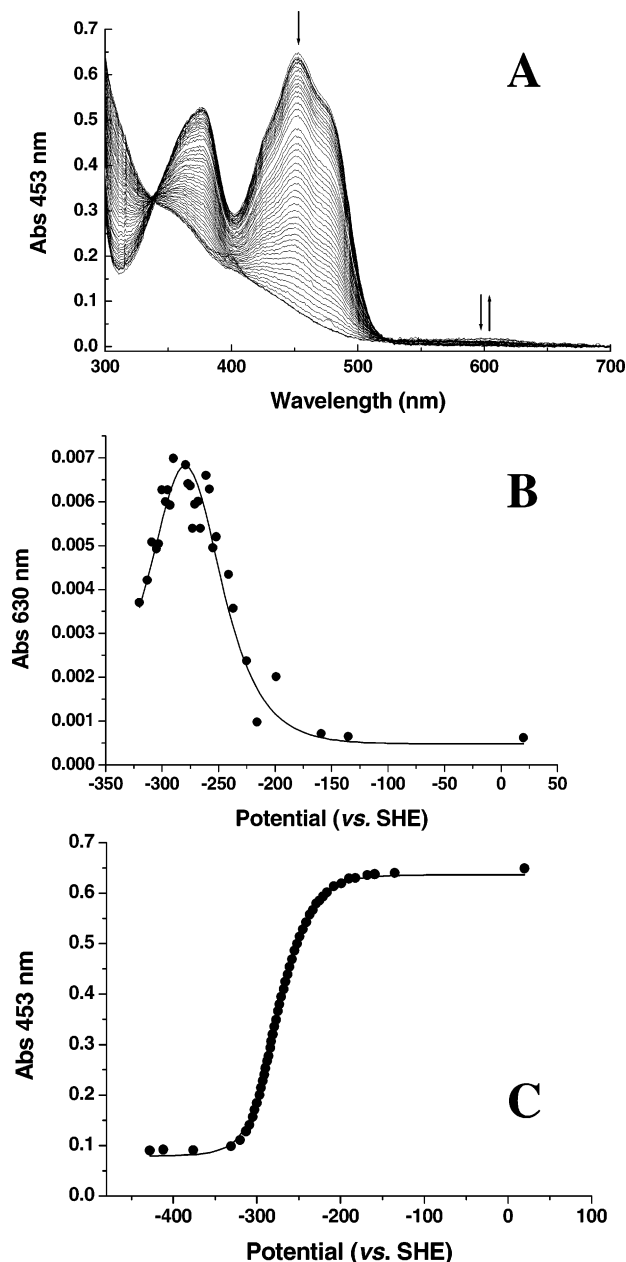 A
0.7
0.6
0.5
0.4
0.3
0.2
0.1
0.0
Abs 453 nm
300 400 500 600 700
Wavelength (nm)
B
0.007
0.006
0.005
0.004
0.003
0.002
0.001
0.000
Abs 630 nm
-350 -300 -250 -200 -150 -100 -50 0 50
Potential (vs. SHE)
0.7
0.6
0.5
0.4
0.3
0.2
0.1
0.0
Abs 453 nm
C
-400 -300 -200 -100 0 100
Potential (vs. SHE)